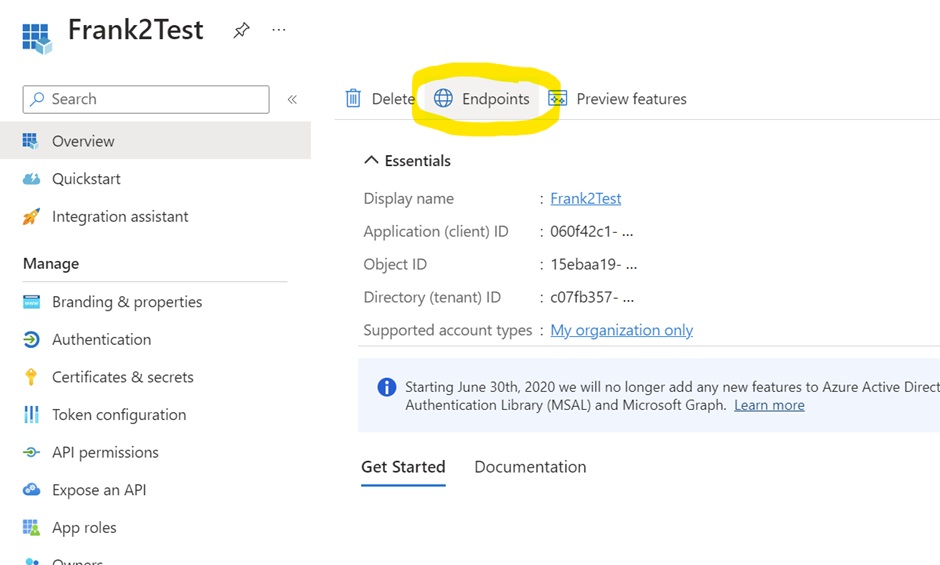 Frank2Test
...
Search
«
Delete
Endpoints
Preview features
Overview
Quickstart
Integration assistant
Manage
Branding & properties
Authentication
Certificates & secrets
Token configuration
API permissions
Expose an API
App roles
Owners
Essentials
Display name : Frank2Test
Application (client) ID : 060f42c1- ...
Object ID : 15ebaa19- ...
Directory (tenant) ID : c07fb357- ...
Supported account types : My organization only
Starting June 30th, 2020 we will no longer add any new features to Azure Active Direct
Authentication Library (MSAL) and Microsoft Graph. Learn more
Get Started
Documentation